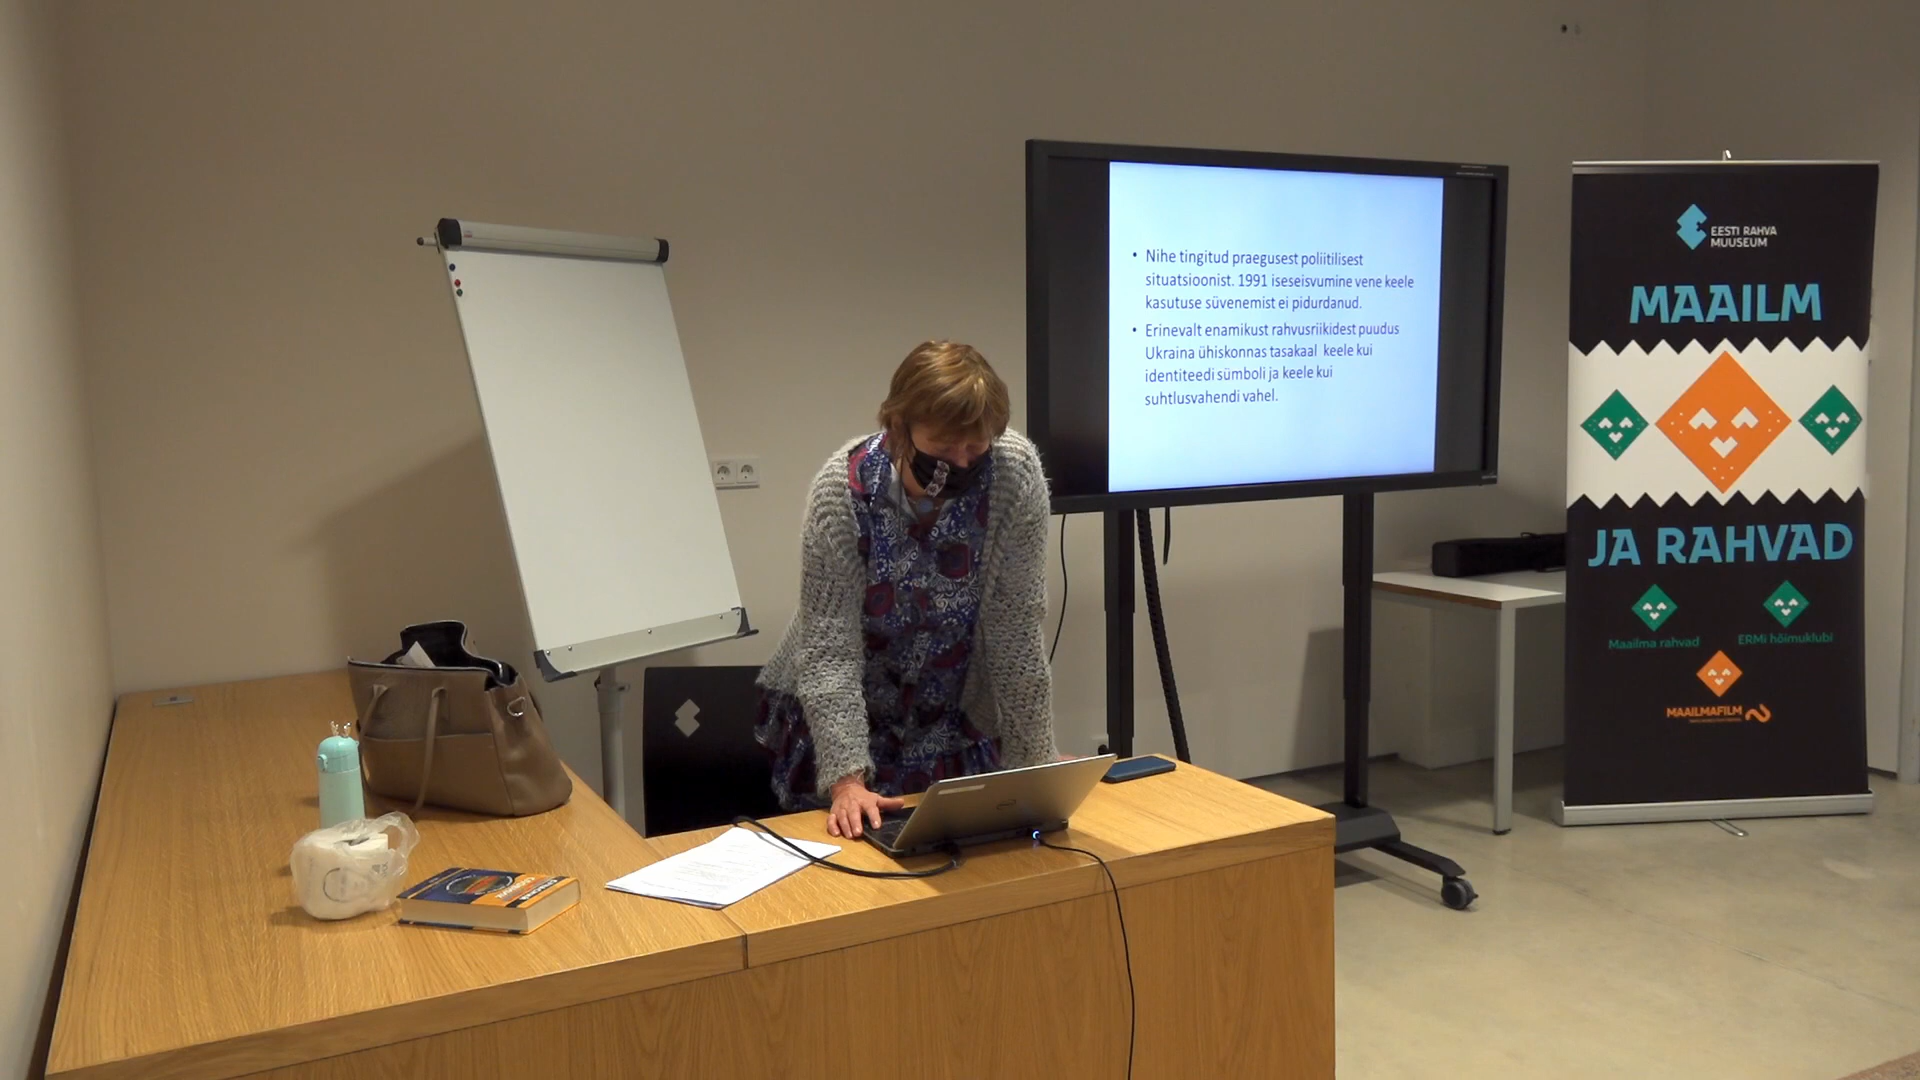 • Nihe tingitud praegusest poliitilisest
situatsioonist. 1991 iseseisvumine vene keele
kasutuse süvenemist ei pidurdanud.
• Erinevalt enamikust rahvusriikidest puudus
Ukraina ühiskonnas tasakaal keele kui
identiteedi sümboli ja keele kui
suhtlusvahendi vahel.
EESTI RAHVA
MUUSEUM
MAAILM
JA RAHVAD
Maailma rahvad
ERMi hõimuklubi
MAAILMAFILM